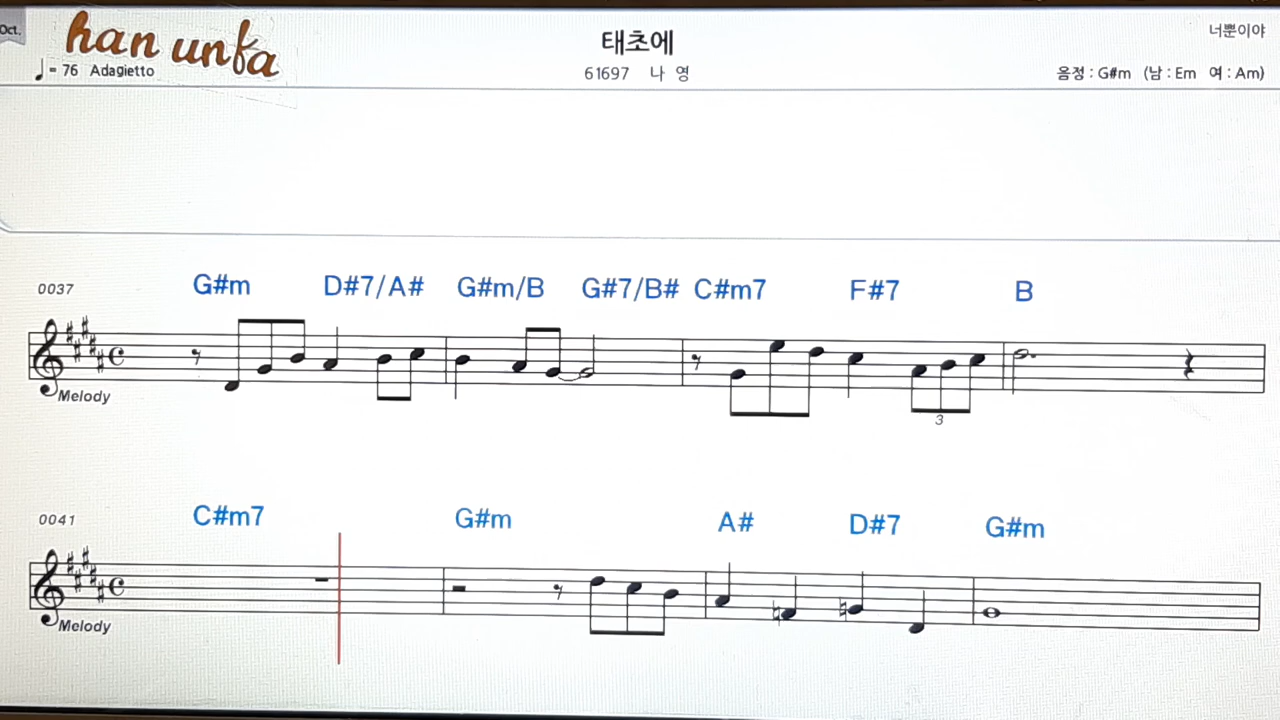 Oct.
han unfa
태초에
너뿐이야
♩= 76 Adagietto
61697 나 영
음정 : G#m (남 : Em 여 : Am)
G#m D#7/A# G#m/B G#7/B# C#m7 F#7 B
0037
Melody
3
C#m7 G#m A# D#7 G#m
0041
Melody